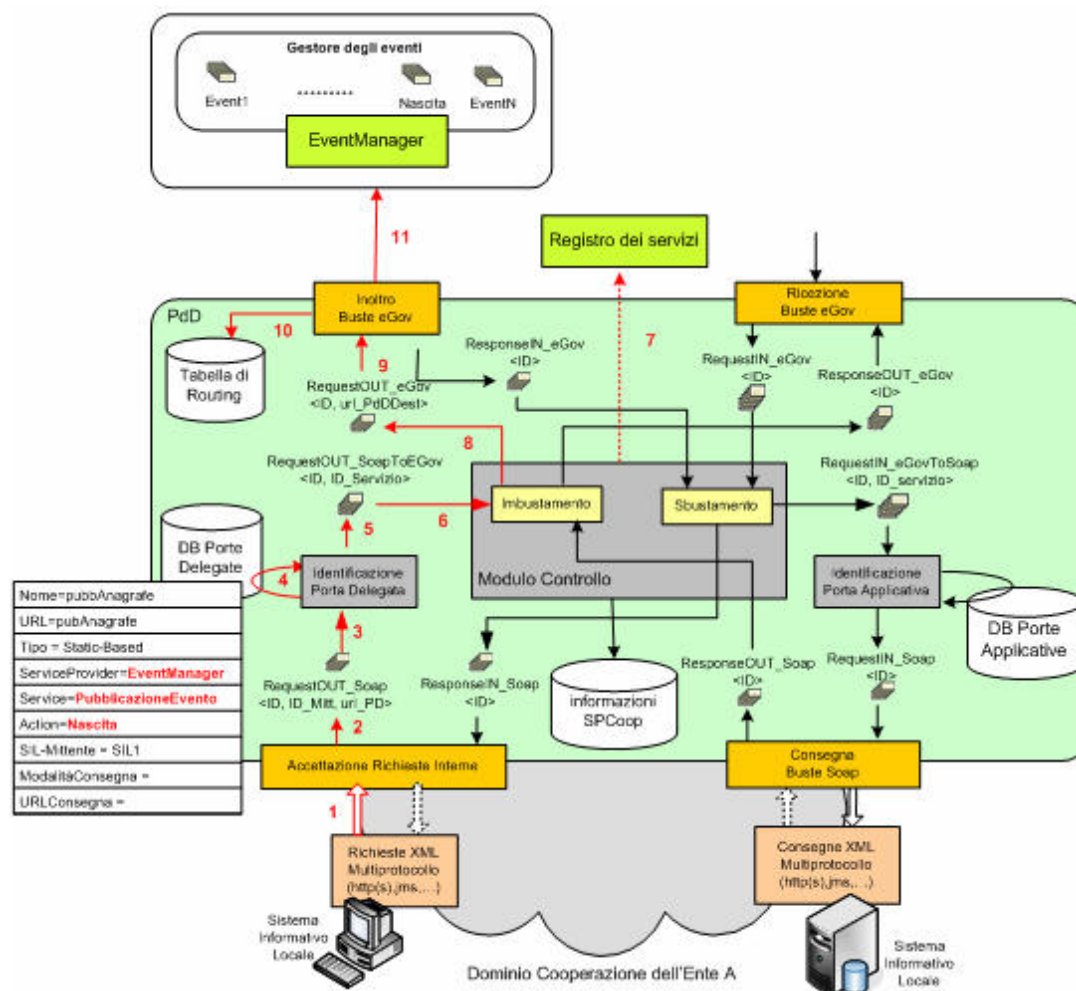 Gestore degli eventi
Event1
..........
Nascita
EventN
EventManager
11
Registro dei servizi
PdD
Inoltro
Buste eGov
Ricezione
Buste eGov
10
7
9
Tabella di
Routing
ResponseIN_eGov
<ID>
RequestIN_eGov
<ID>
ResponseOUT_eGov
<ID>
RequestOUT_eGov
<ID, url_PdDDest>
8
RequestOUT_SoapToEGov
<ID, ID_Servizio>
RequestIN_eGovToSoap
<ID, ID_servizio>
Imbustamento
Sbustamento
5
6
DB Porte
Delegate
4
Identificazione
Porta Delegata
Modulo Controllo
Identificazione
Porta Applicativa
DB Porte
Applicative
Nome=pubbAnagrafe
URL=pubAnagrafe
Tipo = Static-Based
ServiceProvider=EventManager
Service=PubblicazioneEvento
Action=Nascita
SIL-Mittente = SIL1
ModalitàConsegna =
URLConsegna =
3
RequestOUT_Soap
<ID, ID_Mitt, url_PD>
ResponseIN_Soap
<ID>
informazioni
SPCoop
ResponseOUT_Soap
<ID>
RequestIN_Soap
<ID>
2
Accettazione Richieste Interne
Consegna
Buste Soap
1
Richieste XML
Multiprotocollo
(http(s),jms,...)
Consegne XML
Multiprotocollo
(http(s),jms,...)
Sistema
Informativo
Locale
Sistema
Informativo
Locale
Dominio Cooperazione dell'Ente A